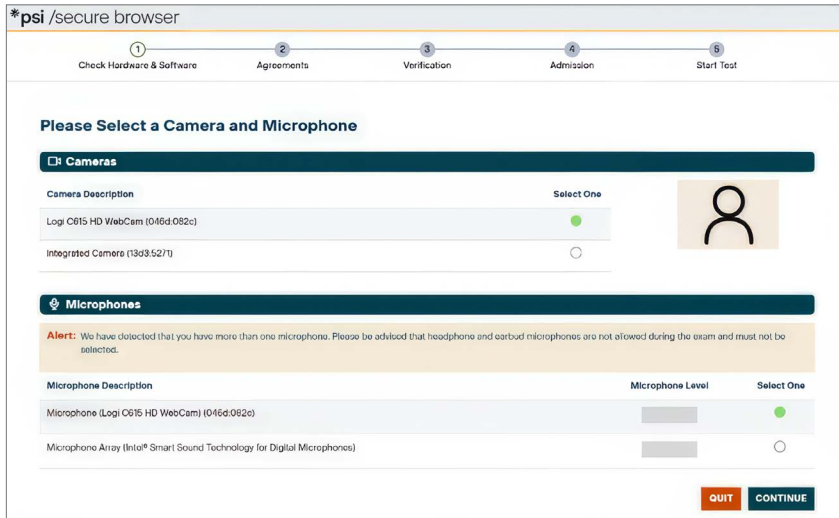 *psi /secure browser
1 2 3 4 5
Check Hardware & Software Agreements Verification Admission Start Test
Please Select a Camera and Microphone
Cameras
Camera Description Select One
Logi C615 HD WebCam (046d:082c)
Integrated Camera (13d3:5271)
Microphones
Alert: We have detected that you have more than one microphone. Please be advised that headphone and earbud microphones are not allowed during the exam and must not be
selected.
Microphone Description Microphone Level Select One
Microphone (Logi C615 HD WebCam) (046d:082c)
Microphone Array (Intel® Smart Sound Technology for Digital Microphones)
QUIT CONTINUE